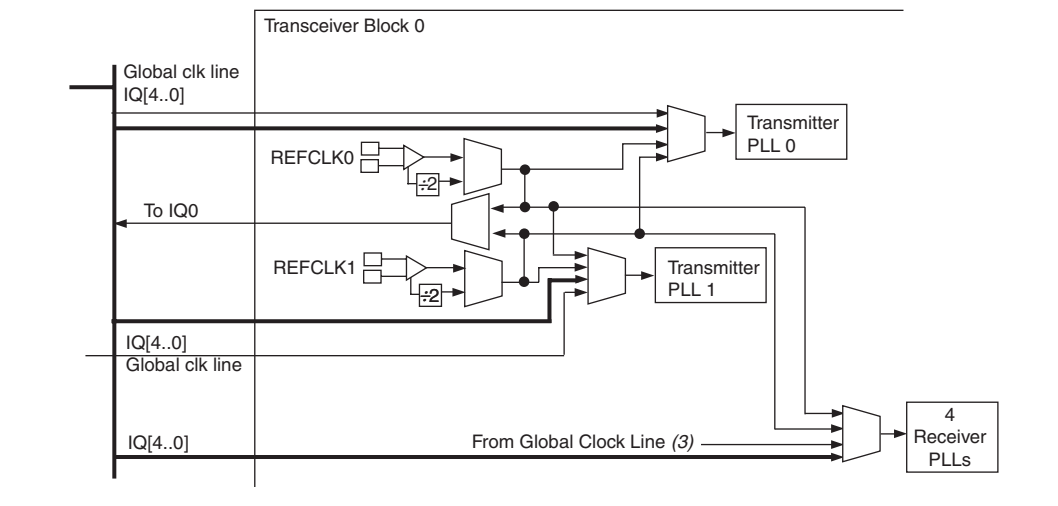 Transceiver Block 0
Global clk line
IQ[4..0]
Transmitter
PLL 0
REFCLK0
÷2
To IQ0
REFCLK1
÷2
Transmitter
PLL 1
IQ[4..0]
Global clk line
IQ[4..0]
From Global Clock Line (3)
4
Receiver
PLLs